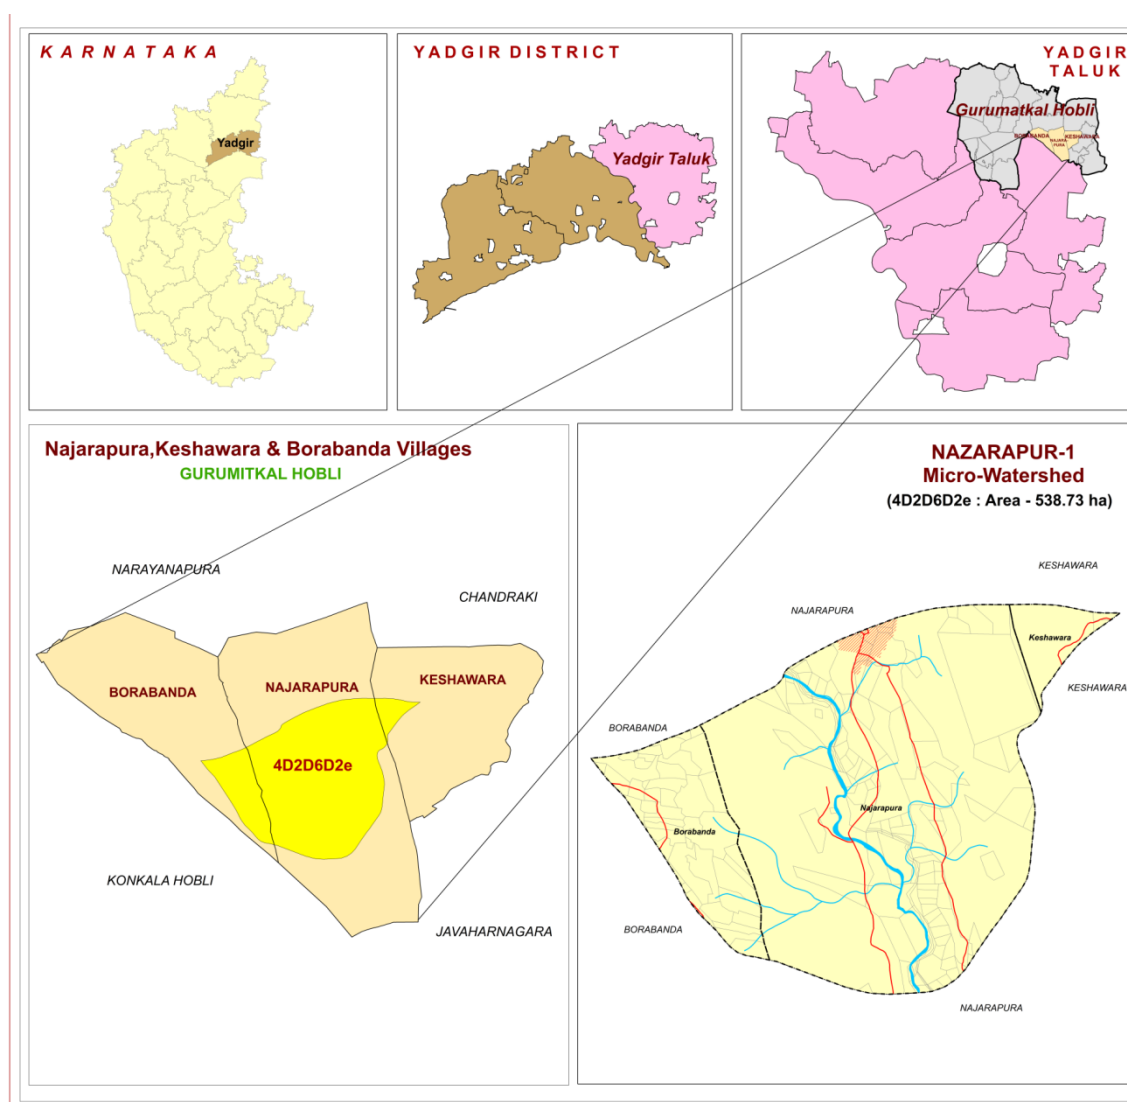 KARNATAKA
Yadgir
YADGIR DISTRICT
Yadgir Taluk
YADGIR
TALUK
Gurumatkal Hobli
BORABANDA
NAJARA
PURA
KESHAWARA
Najarapura,Keshawara & Borabanda Villages
GURUMITKAL HOBLI
NARAYANAPURA
CHANDRAKI
BORABANDA
NAJARAPURA
KESHAWARA
4D2D6D2e
KONKALA HOBLI
JAVAHARNAGARA
NAZARAPUR-1
Micro-Watershed
(4D2D6D2e : Area - 538.73 ha)
KESHAWARA
NAJARAPURA
Keshawara
KESHAWARA
BORABANDA
Najarapura
Borabanda
BORABANDA
NAJARAPURA